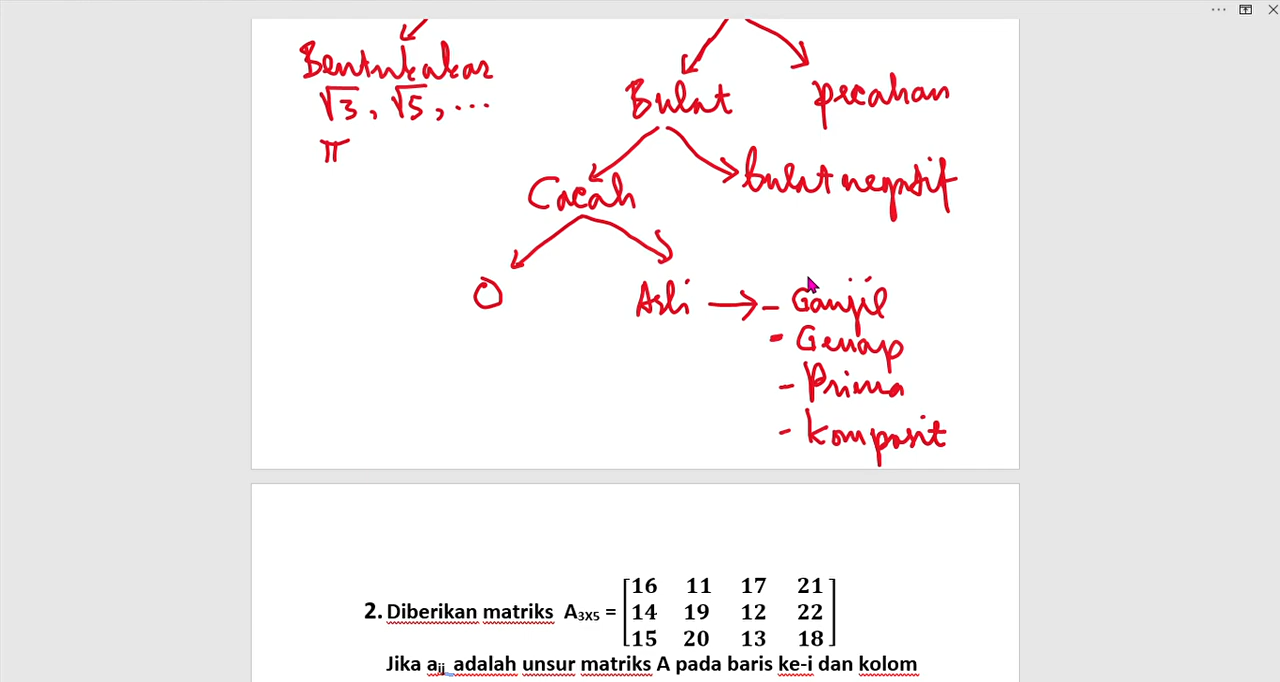 Bentuk akar
√3, √5, ...
π
Bulat
pecahan
Cacah
bulat negatif
0
Asli → - Ganjil
- Genap
- Prima
- komposit
2. Diberikan matriks A3X5 = [16 11 17 21
14 19 12 22
15 20 13 18]
Jika aij adalah unsur matriks A pada baris ke-i dan kolom